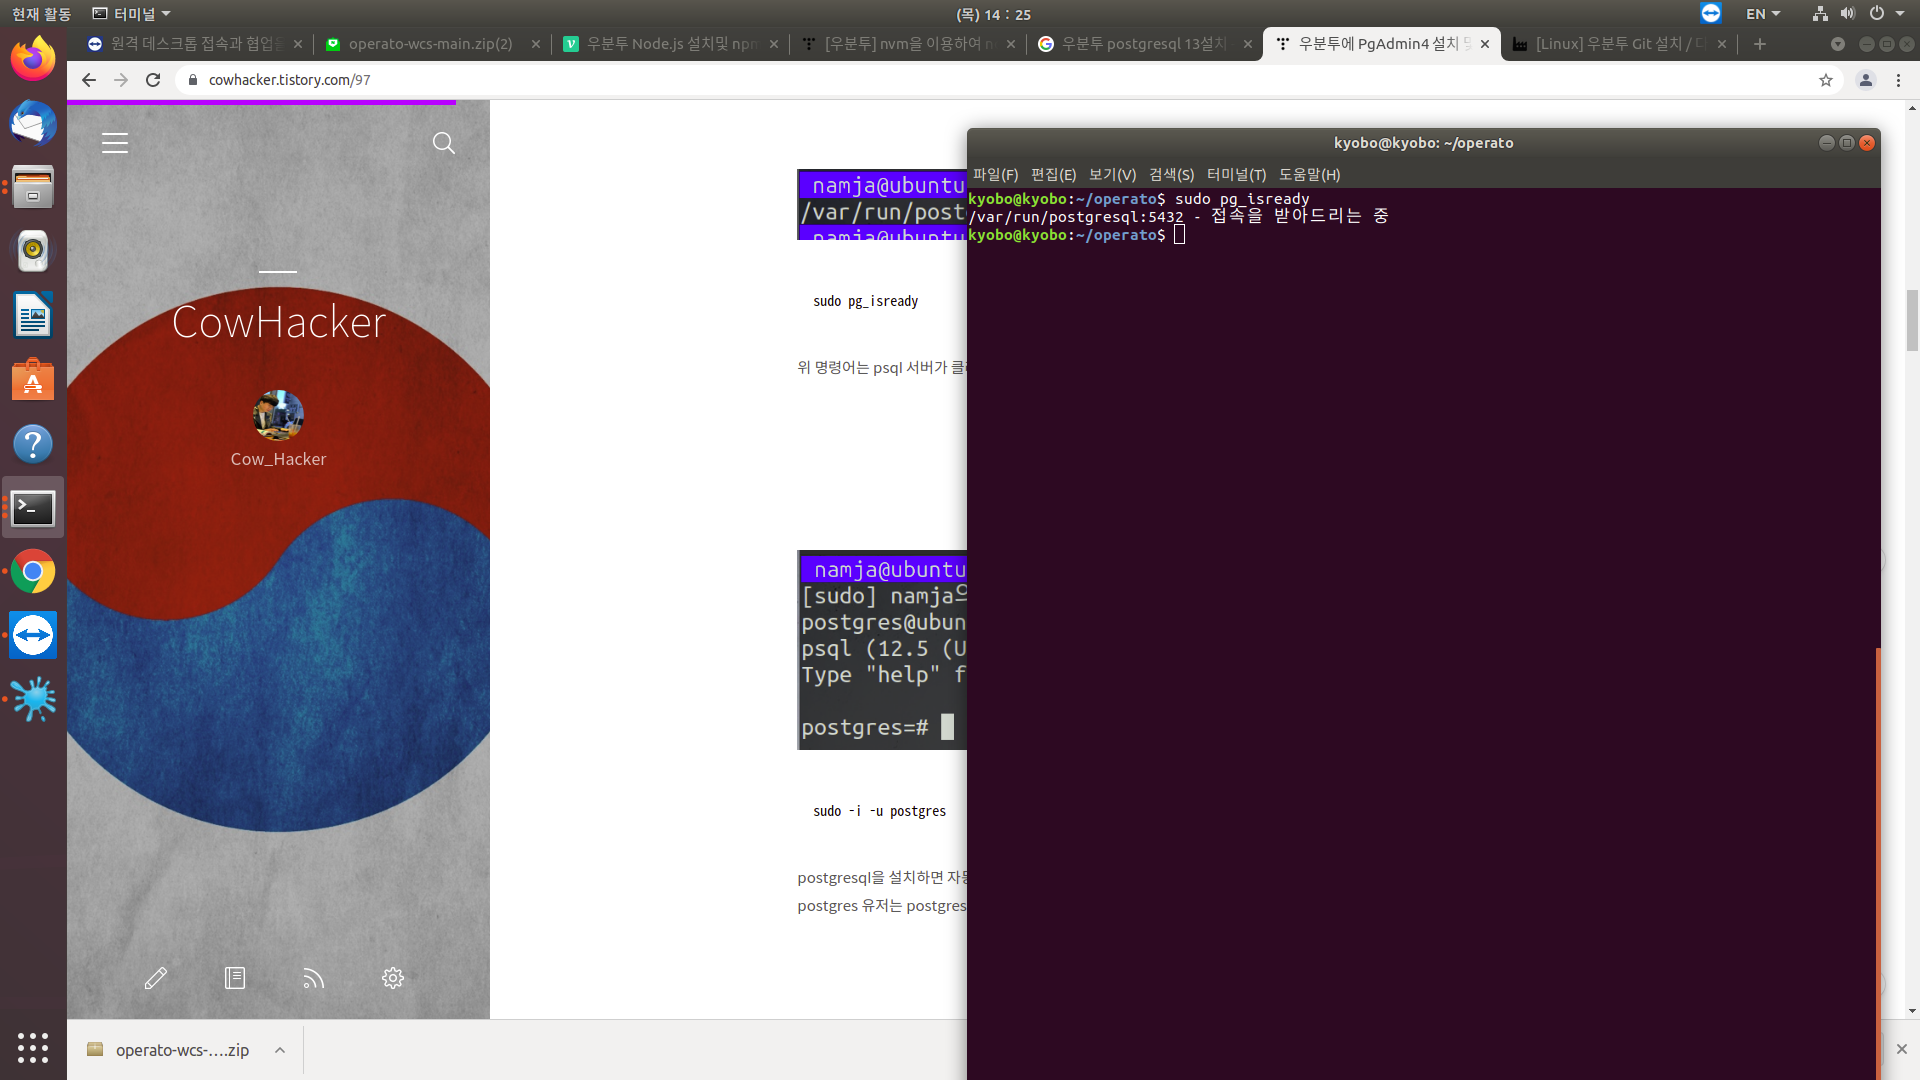 현재 활동
터미널
(목) 14 : 25
EN
원격 데스크톱 접속과 협업을
operato-wcs-main.zip(2)
우분투 Node.js 설치및 npm
[우분투] nvm을 이용하여 n
우분투 postgresql 13설치
우분투에 PgAdmin4 설치 및
[Linux] 우분투 Git 설치 / 디
cowhacker.tistory.com/97
CowHacker
Cow_Hacker
namja@ubuntu
/var/run/post
namja@ubuntu
sudo pg_isready
위 명령어는 psql 서버가 클
namja@ubuntu
[sudo] namja의
postgres@ubun
psql (12.5 (U
Type "help" f
postgres=#
sudo -i -u postgres
postgresql을 설치하면 자동
postgres 유저는 postgres
kyobo@kyobo: ~/operato
파일(F) 편집(E) 보기(V) 검색(S) 터미널(T) 도움말(H)
kyobo@kyobo:~/operato$ sudo pg_isready
/var/run/postgresql:5432 - 접속을 받아드리는 중
kyobo@kyobo:~/operato$
operato-wcs-....zip